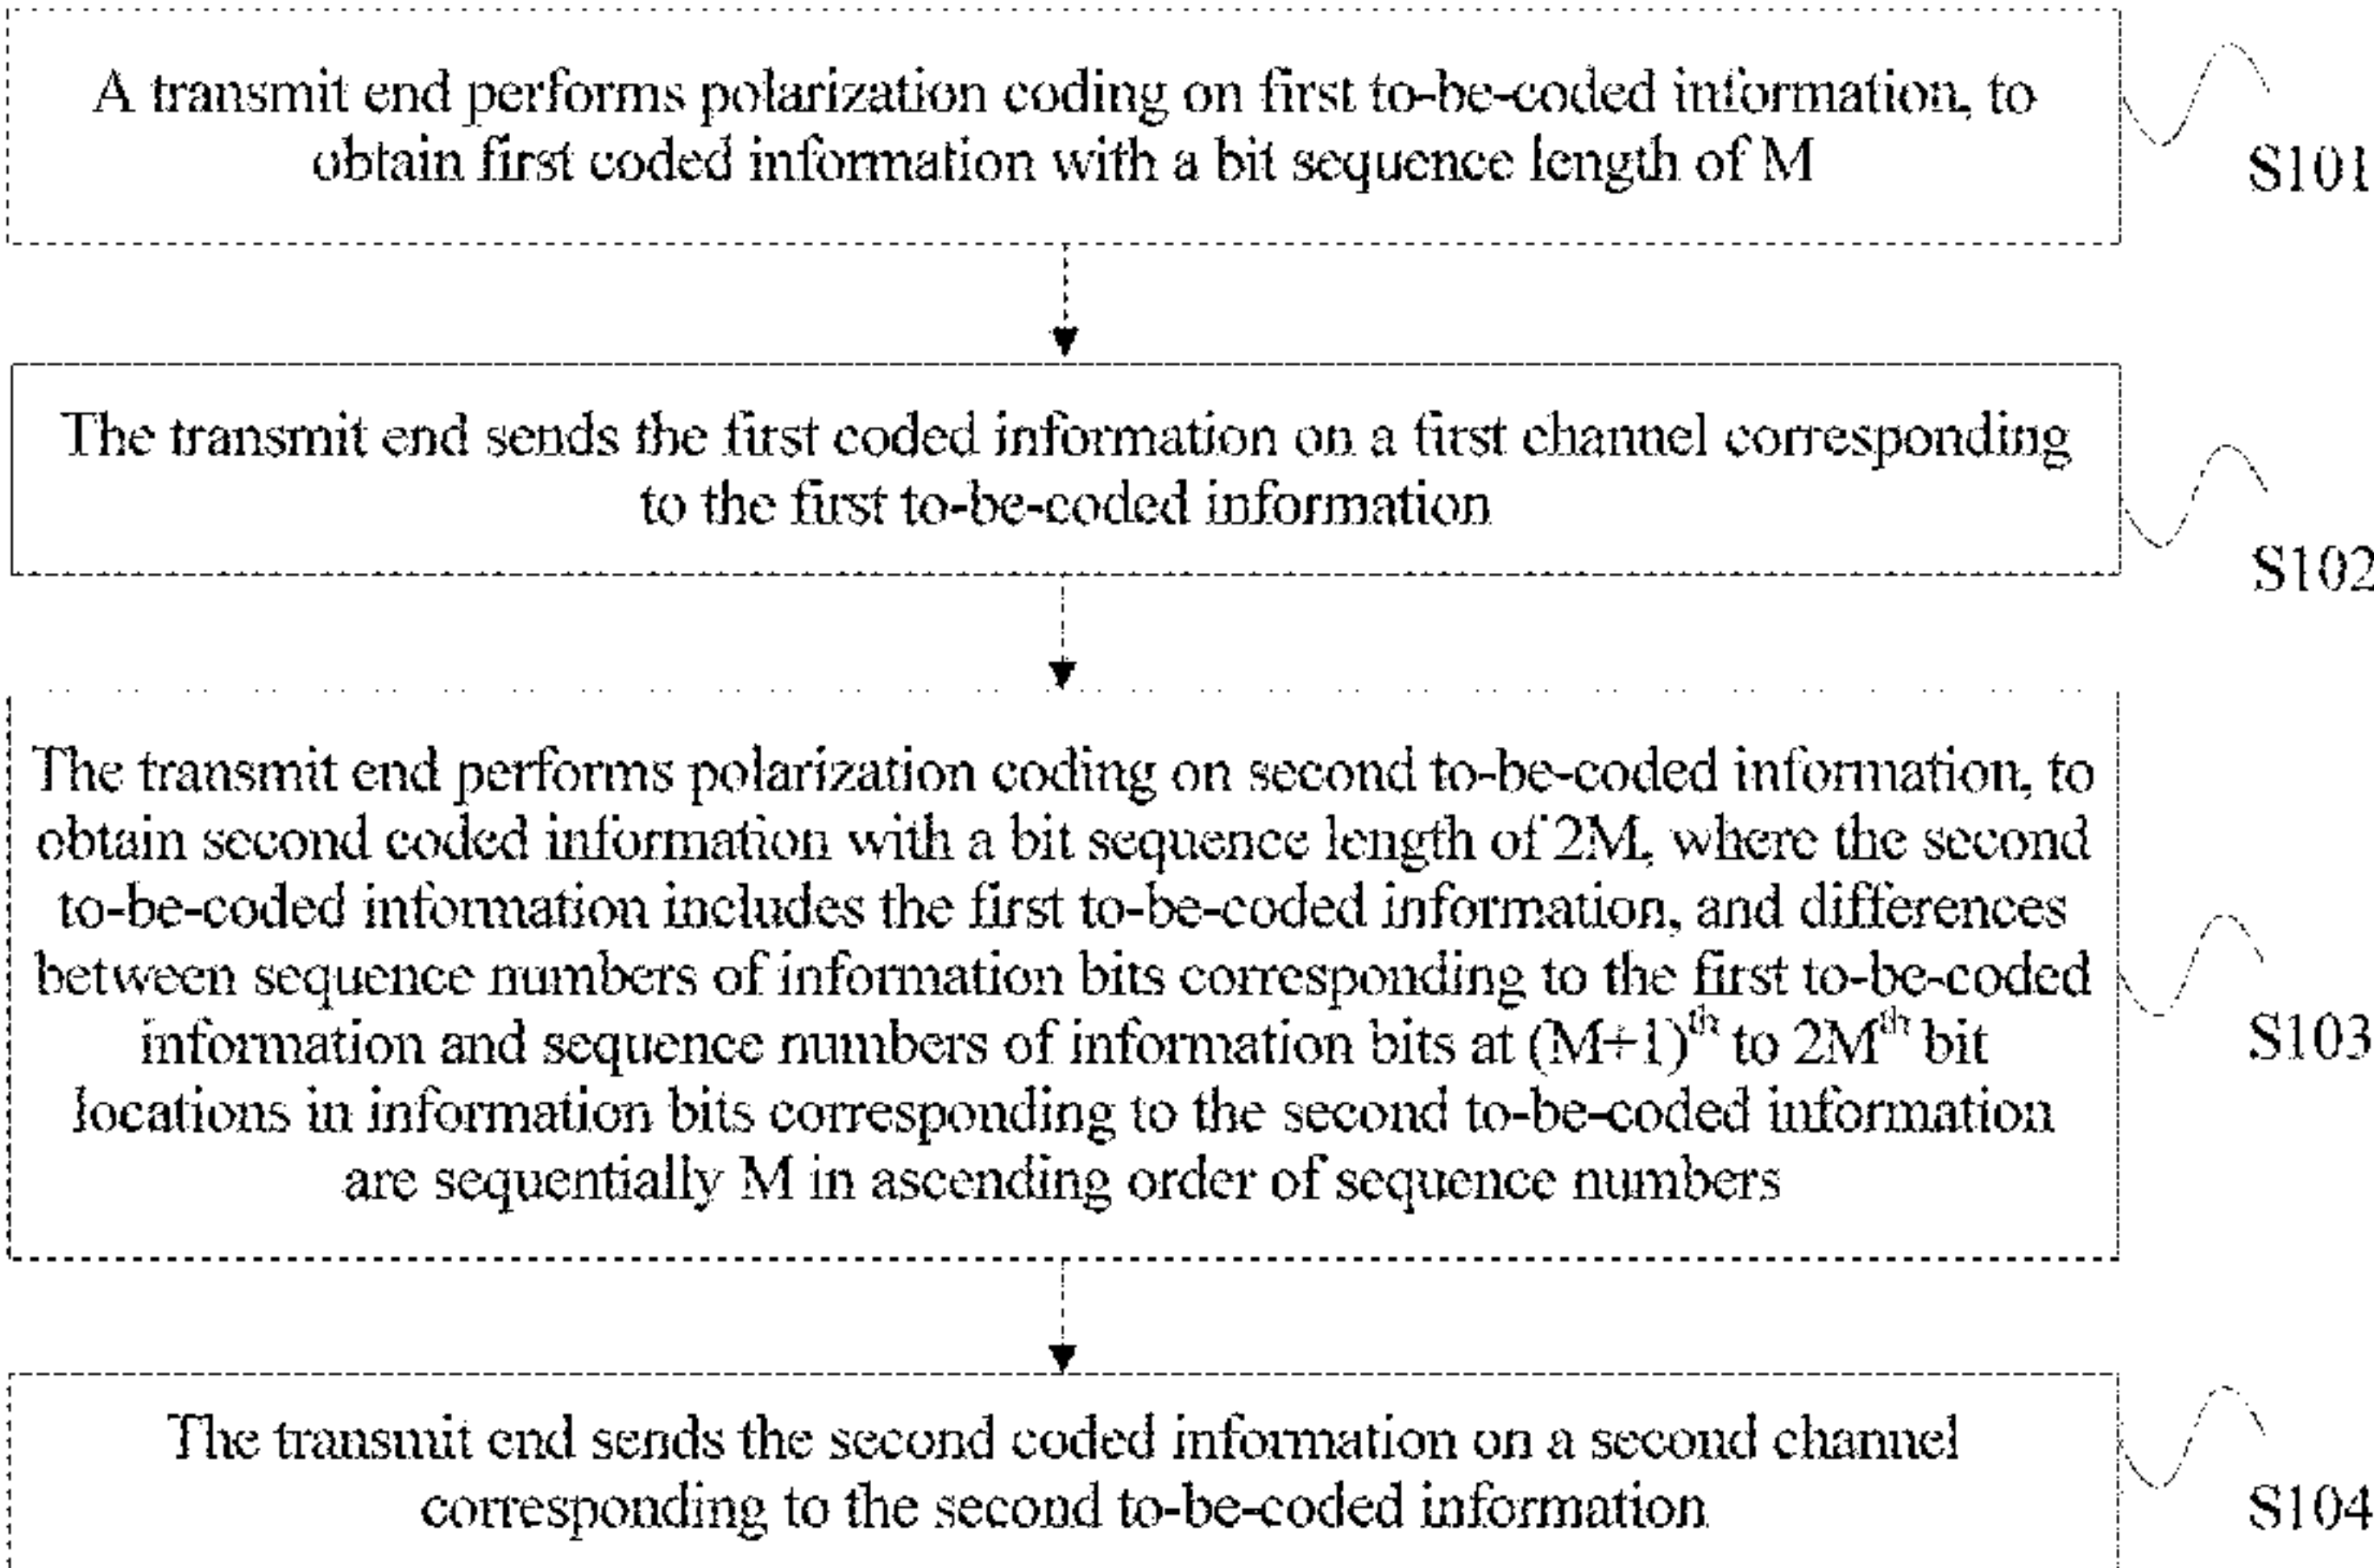 A transmit end performs polarization coding on first to-be-coded information, to
obtain first coded information with a bit sequence length of M
S101
The transmit end sends the first coded information on a first channel corresponding
to the first to-be-coded information
S102
The transmit end performs polarization coding on second to-be-coded information, to
obtain second coded information with a bit sequence length of 2M, where the second
to-be-coded information includes the first to-be-coded information, and differences
between sequence numbers of information bits corresponding to the first to-be-coded
information and sequence numbers of information bits at (M+1)th to 2Mth bit
locations in information bits corresponding to the second to-be-coded information
are sequentially M in ascending order of sequence numbers
S103
The transmit end sends the second coded information on a second channel
corresponding to the second to-be-coded information
S104